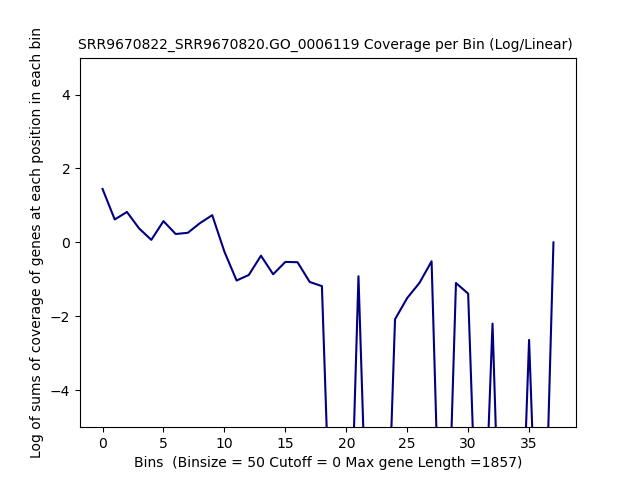 SRR9670822_SRR9670820.GO_0006119 Coverage per Bin (Log/Linear)
Log of sums of coverage of genes at each position in each bin
4
2
0
−2
−4
0 5 10 15 20 25 30 35
Bins  (Binsize = 50 Cutoff = 0 Max gene Length =1857)